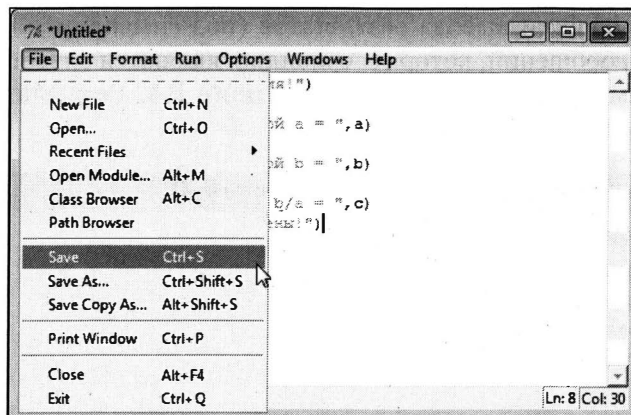 *Untitled*
File Edit Format Run Options Windows Help
New File Ctrl+N
Open... Ctrl+O
Recent Files
Open Module... Alt+M
Class Browser Alt+C
Path Browser
Save Ctrl+S
Save As... Ctrl+Shift+S
Save Copy As... Alt+Shift+S
Print Window Ctrl+P
Close Alt+F4
Exit Ctrl+Q
!")
a = ",a)
b = ",b)
b/a = ",c)
!")
Ln: 8 Col: 30